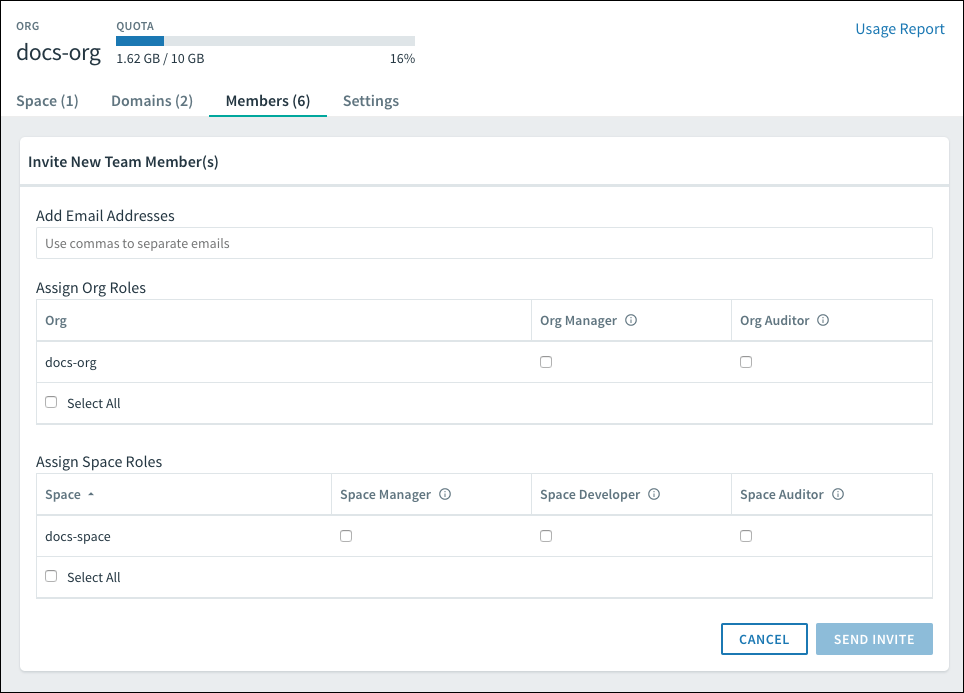 ORG
docs-org
QUOTA
1.62 GB / 10 GB
16%
Usage Report
Space (1)
Domains (2)
Members (6)
Settings
Invite New Team Member(s)
Add Email Addresses
Use commas to separate emails
Assign Org Roles
Org
Org Manager
Org Auditor
docs-org
Select All
Assign Space Roles
Space
Space Manager
Space Developer
Space Auditor
docs-space
Select All
CANCEL
SEND INVITE